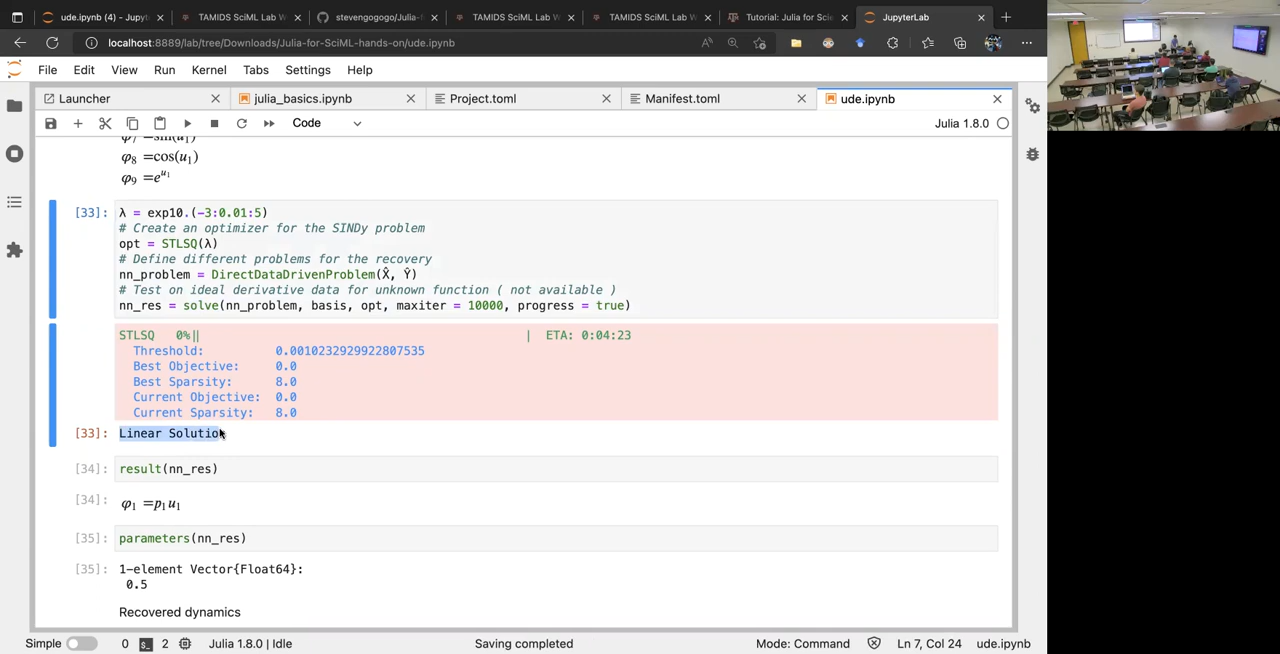 ude.ipynb (4) - Jupyt
TAMIDS SciML Lab W
stevengogogo/Julia-f
TAMIDS SciML Lab W
TAMIDS SciML Lab W
Tutorial: Julia for Scie
JupyterLab
localhost:8889/lab/tree/Downloads/Julia-for-SciML-hands-on/ude.ipynb
File Edit View Run Kernel Tabs Settings Help
Launcher
julia_basics.ipynb
Project.toml
Manifest.toml
ude.ipynb
Code
Julia 1.8.0
φ7 =sin(u1)
φ8 =cos(u1)
φ9 =e^u1
[33]: λ = exp10.(-3:0.01:5)
# Create an optimizer for the SINDy problem
opt = STLSQ(λ)
# Define different problems for the recovery
nn_problem = DirectDataDrivenProblem(X̂, Ŷ)
# Test on ideal derivative data for unknown function ( not available )
nn_res = solve(nn_problem, basis, opt, maxiter = 10000, progress = true)
STLSQ 0%|| | ETA: 0:04:23
Threshold: 0.0010232929922807535
Best Objective: 0.0
Best Sparsity: 8.0
Current Objective: 0.0
Current Sparsity: 8.0
[33]: Linear Solution
[34]: result(nn_res)
[34]: φ1 =p1u1
[35]: parameters(nn_res)
[35]: 1-element Vector{Float64}:
0.5
Recovered dynamics
Simple 0 2 Julia 1.8.0 | Idle Saving completed Mode: Command Ln 7, Col 24 ude.ipynb